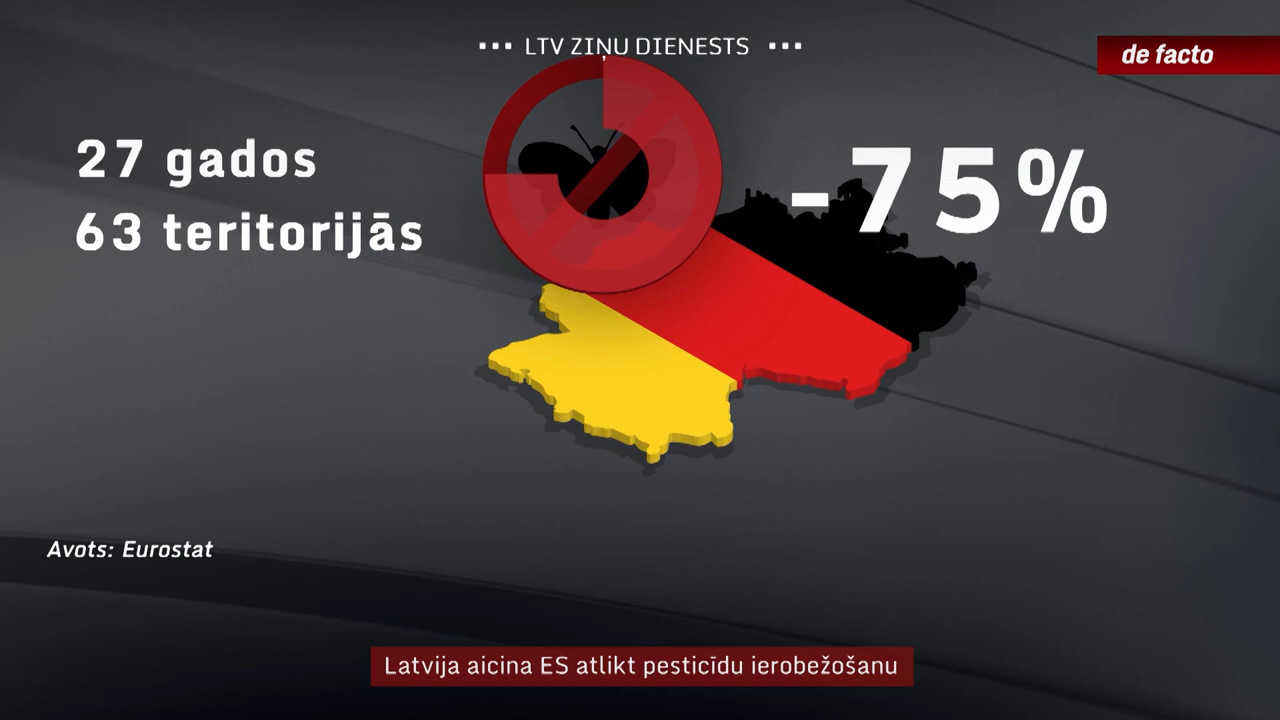 LTV ZIŅU DIENESTS
de facto
27 gados
63 teritorijās
-75%
Avots: Eurostat
Latvija aicina ES atlikt pesticīdu ierobežošanu